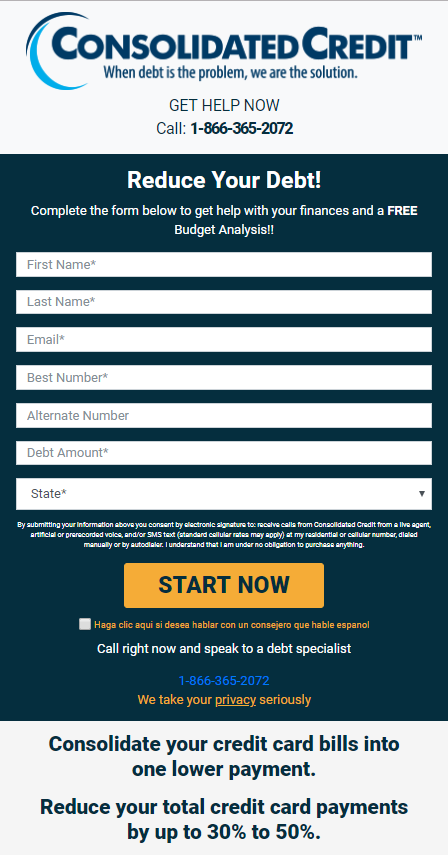 CONSOLIDATED CREDIT™
When debt is the problem, we are the solution.
GET HELP NOW
Call: 1-866-365-2072
Reduce Your Debt!
Complete the form below to get help with your finances and a FREE
Budget Analysis!!
First Name*
Last Name*
Email*
Best Number*
Alternate Number
Debt Amount*
State*
By submitting your information above you consent by electronic signature to: receive calls from Consolidated Credit from a live agent,
artificial or prerecorded voice, and/or SMS text (standard cellular rates may apply) at my residential or cellular number, dialed
manually or by autodialer. I understand that I am under no obligation to purchase anything.
START NOW
Haga clic aqui si desea hablar con un consejero que hable espanol
Call right now and speak to a debt specialist
1-866-365-2072
We take your privacy seriously
Consolidate your credit card bills into
one lower payment.
Reduce your total credit card payments
by up to 30% to 50%.